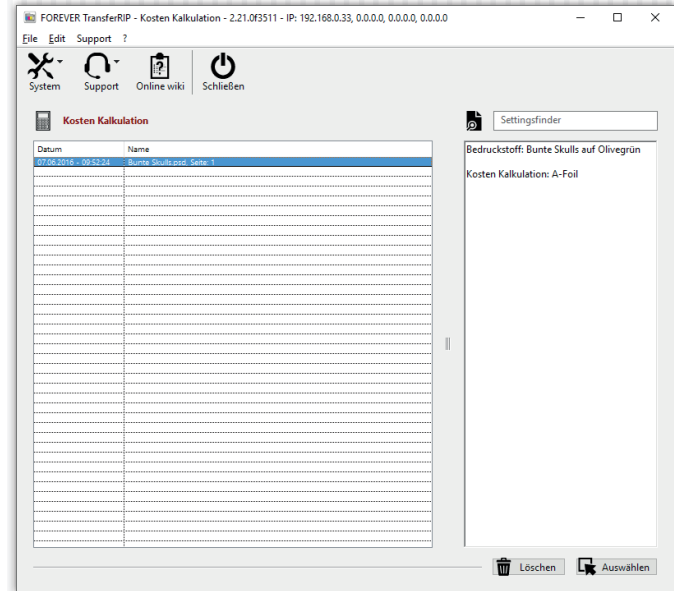 FOREVER TransferRIP - Kosten Kalkulation - 2.21.0f3511 - IP: 192.168.0.33, 0.0.0.0, 0.0.0.0, 0.0.0.0
File Edit Support ?
System Support Online wiki Schließen
Kosten Kalkulation
Settingsfinder
Datum Name
07.06.2016 - 09:52:24 Bunte Skulls.psd, Seite: 1
Bedruckstoff: Bunte Skulls auf Olivegrün
Kosten Kalkulation: A-Foil
Löschen Auswählen